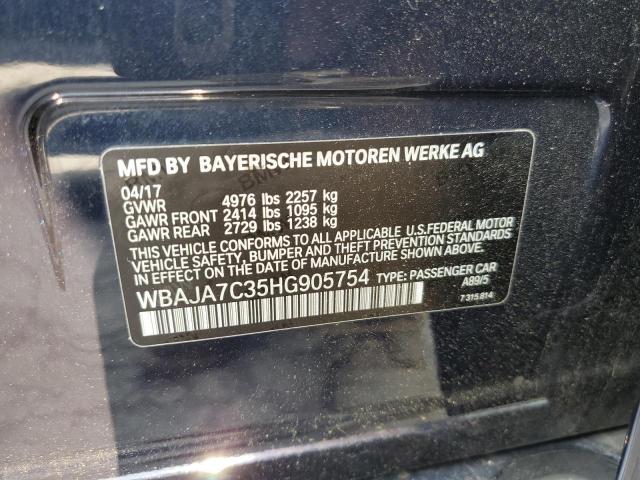 MFD BY BAYERISCHE MOTOREN WERKE AG
04/17
GVWR 4976 lbs 2257 kg
GAWR FRONT 2414 lbs 1095 kg
GAWR REAR 2729 lbs 1238 kg
THIS VEHICLE CONFORMS TO ALL APPLICABLE U.S.FEDERAL MOTOR
VEHICLE SAFETY, BUMPER AND THEFT PREVENTION STANDARDS
IN EFFECT ON THE DATE OF MANUFACTURE SHOWN ABOVE.
WBAJA7C35HG905754 TYPE: PASSENGER CAR
A89/5
7 315 814